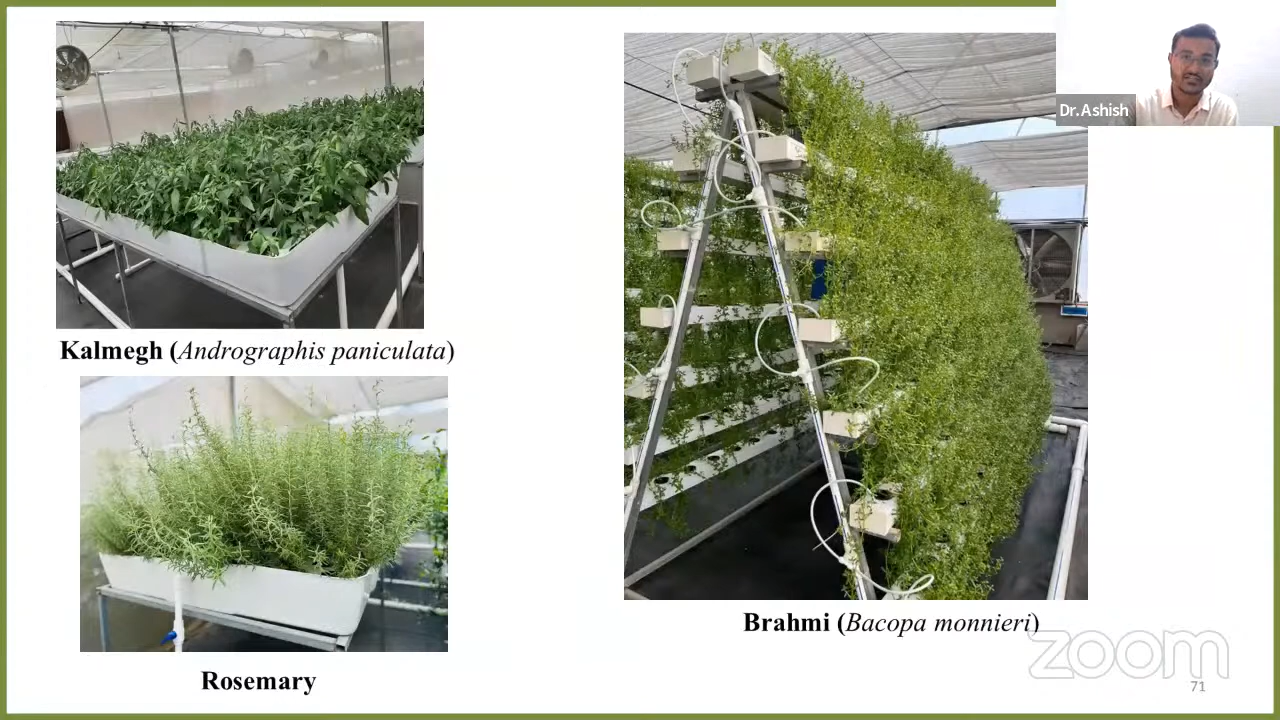 Dr.Ashish
Kalmegh (Andrographis paniculata)
Brahmi (Bacopa monnieri)
Rosemary
zoom
71